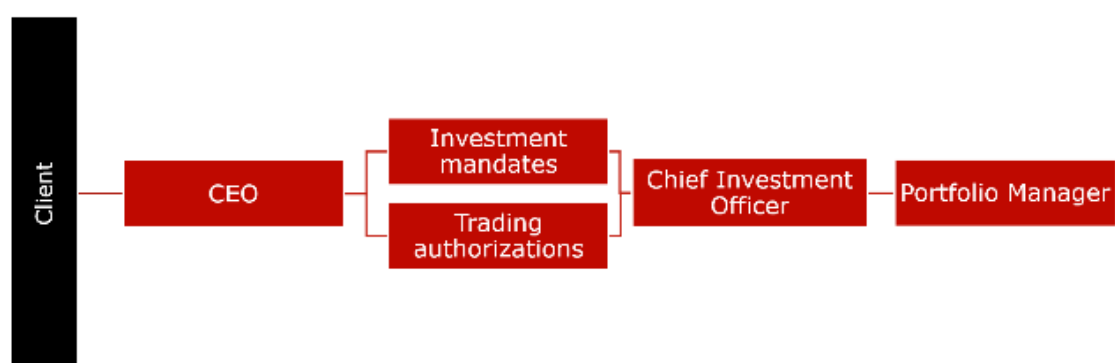 Client
CEO
Investment
mandates
Trading
authorizations
Chief Investment
Officer
Portfolio Manager